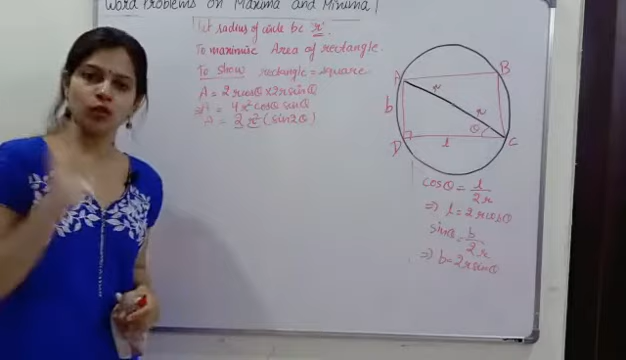 Word Problems on Maxima and Minima!
Let radius of circle be "r"
To maximise Area of rectangle.
To show rectangle = square.
A = 2rcosθ x 2rsinθ
⇒ A = 4r² cosθ sinθ
A = 2r² (sin2θ)
A
B
r
r
b
θ
D
l
C
cosθ = l/2r
⇒ l = 2rcosθ
sinθ = b/2r
⇒ b = 2rsinθ